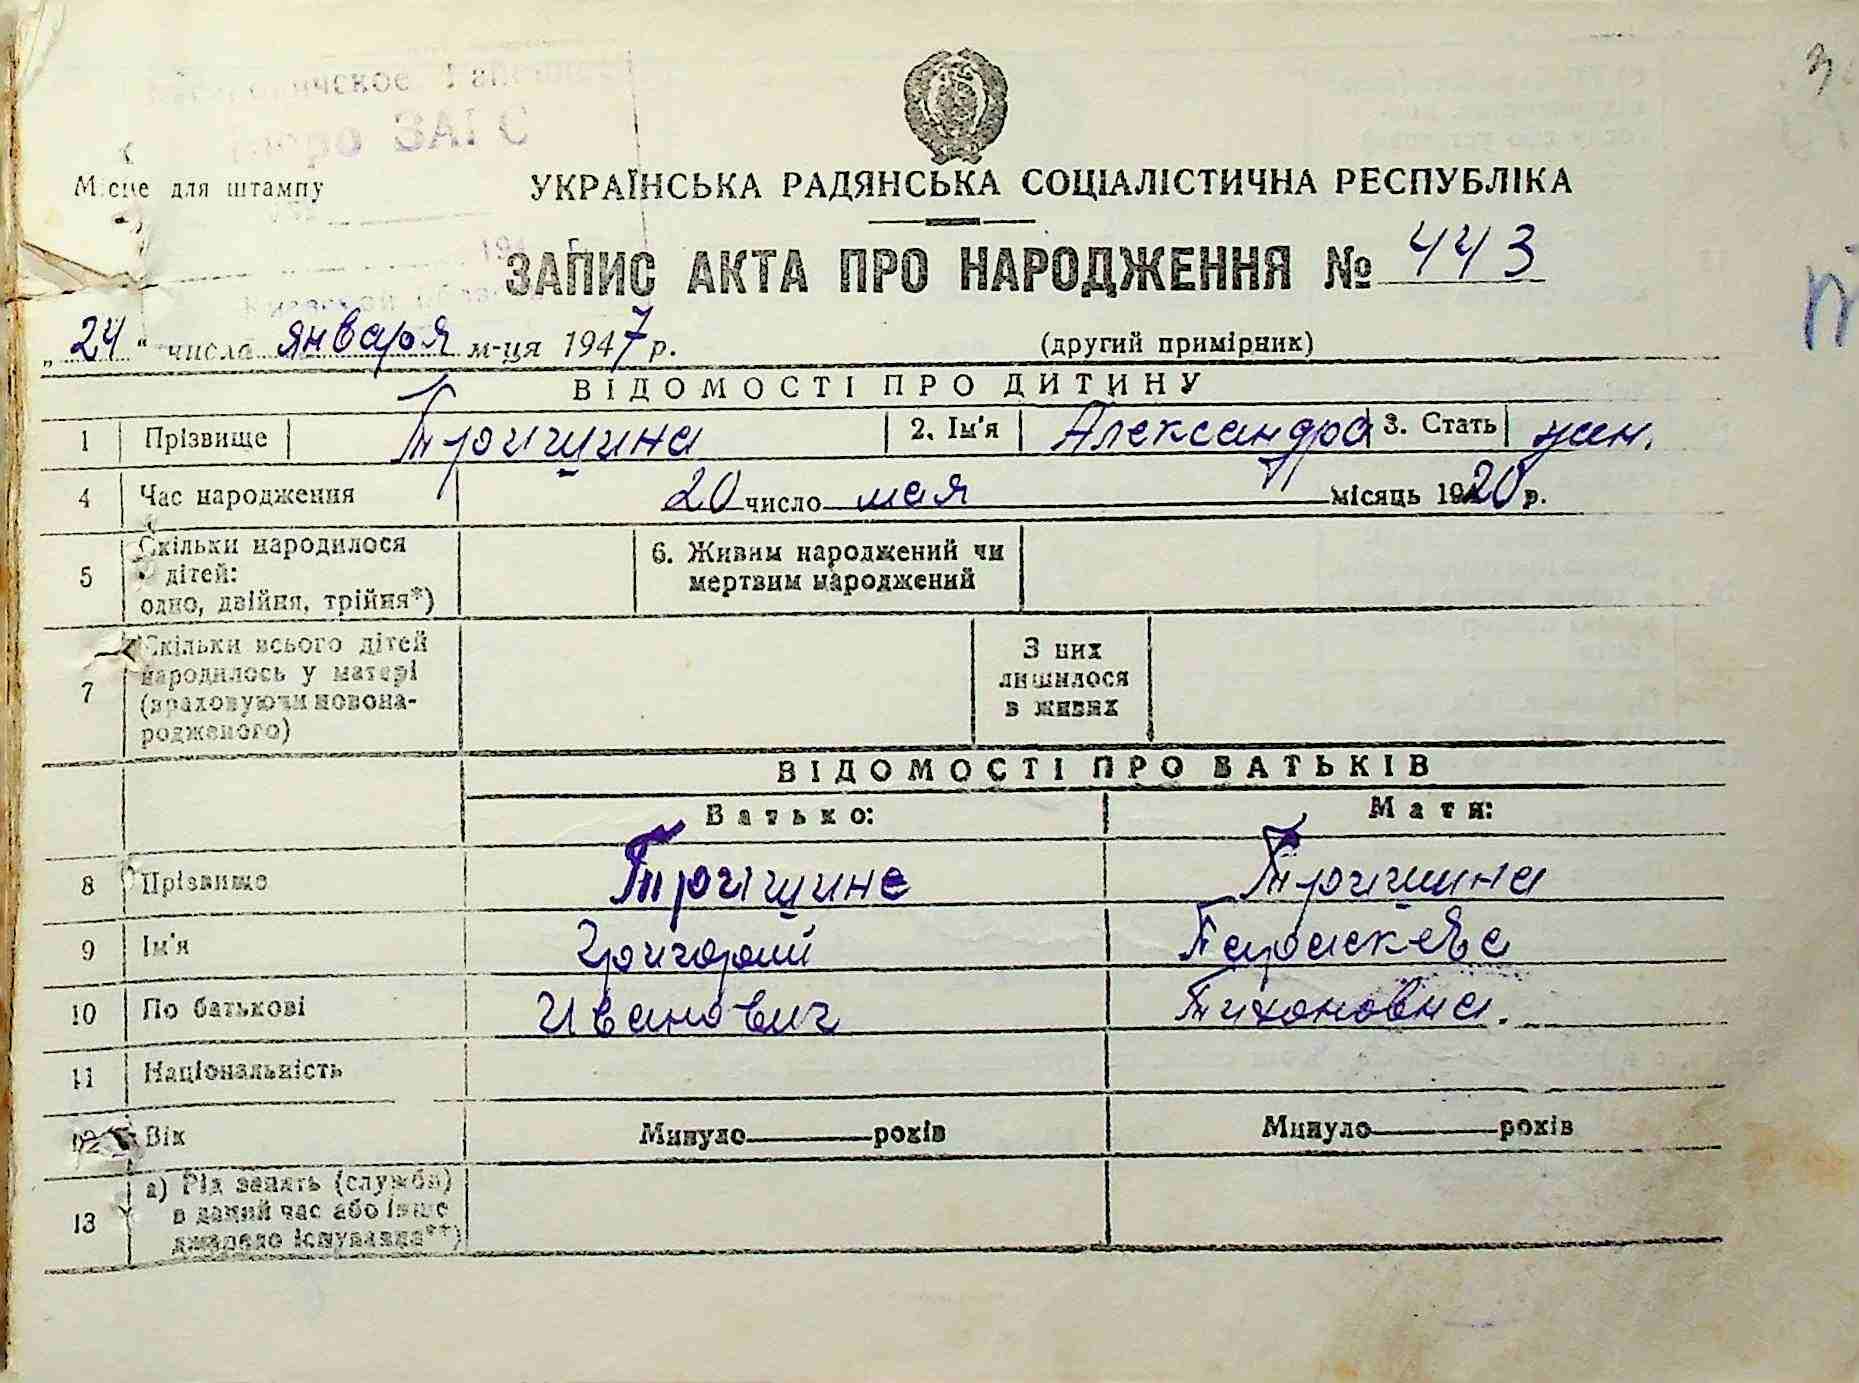 3
бюро ЗАГС
Місце для штампу
УКРАЇНСЬКА РАДЯНСЬКА СОЦІАЛІСТИЧНА РЕСПУБЛІКА
ЗАПИС АКТА ПРО НАРОДЖЕННЯ № 443
„24“ числа января м-ця 1947 р. (другий примірник)
ВІДОМОСТІ ПРО ДИТИНУ
1 Прізвище Тригшина 2. Ім'я Александра 3. Стать
4 Час народження 20 число мая місяць 1920 р.
5 Скільки народилося дітей: одно, двійня, трійня*) 6. Живим народжений чи мертвим народжений
7 Скільки всього дітей народилось у матері (враховуючи новонародженого) З них лишилося в живих
ВІДОМОСТІ ПРО БАТЬКІВ
Батько: Мати:
8 Прізвище
9 Ім'я Григорий Параскева
10 По батькові Иванович Тихоновна.
11 Національність
12 Вік Минуло років Минуло років
13 а) Рід занять (служба) в даний час або інше джерело існування**)